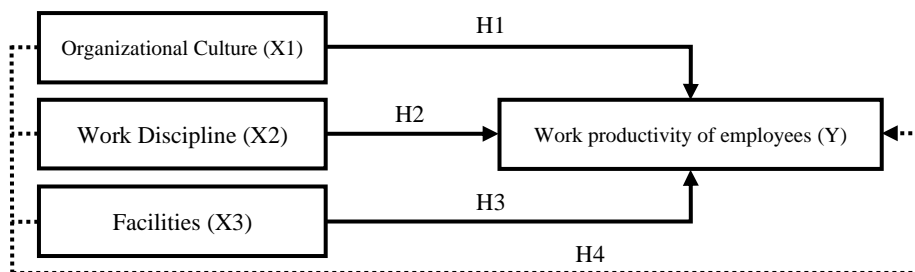 H1
Organizational Culture (X1)
H2
Work Discipline (X2)
Work productivity of employees (Y)
H3
Facilities (X3)
H4